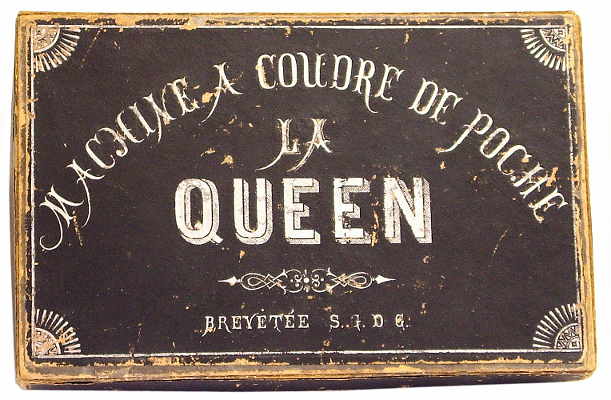 MACHINE A COUDRE DE POCHE
LA
QUEEN
BREVETÉE S. G. D G.